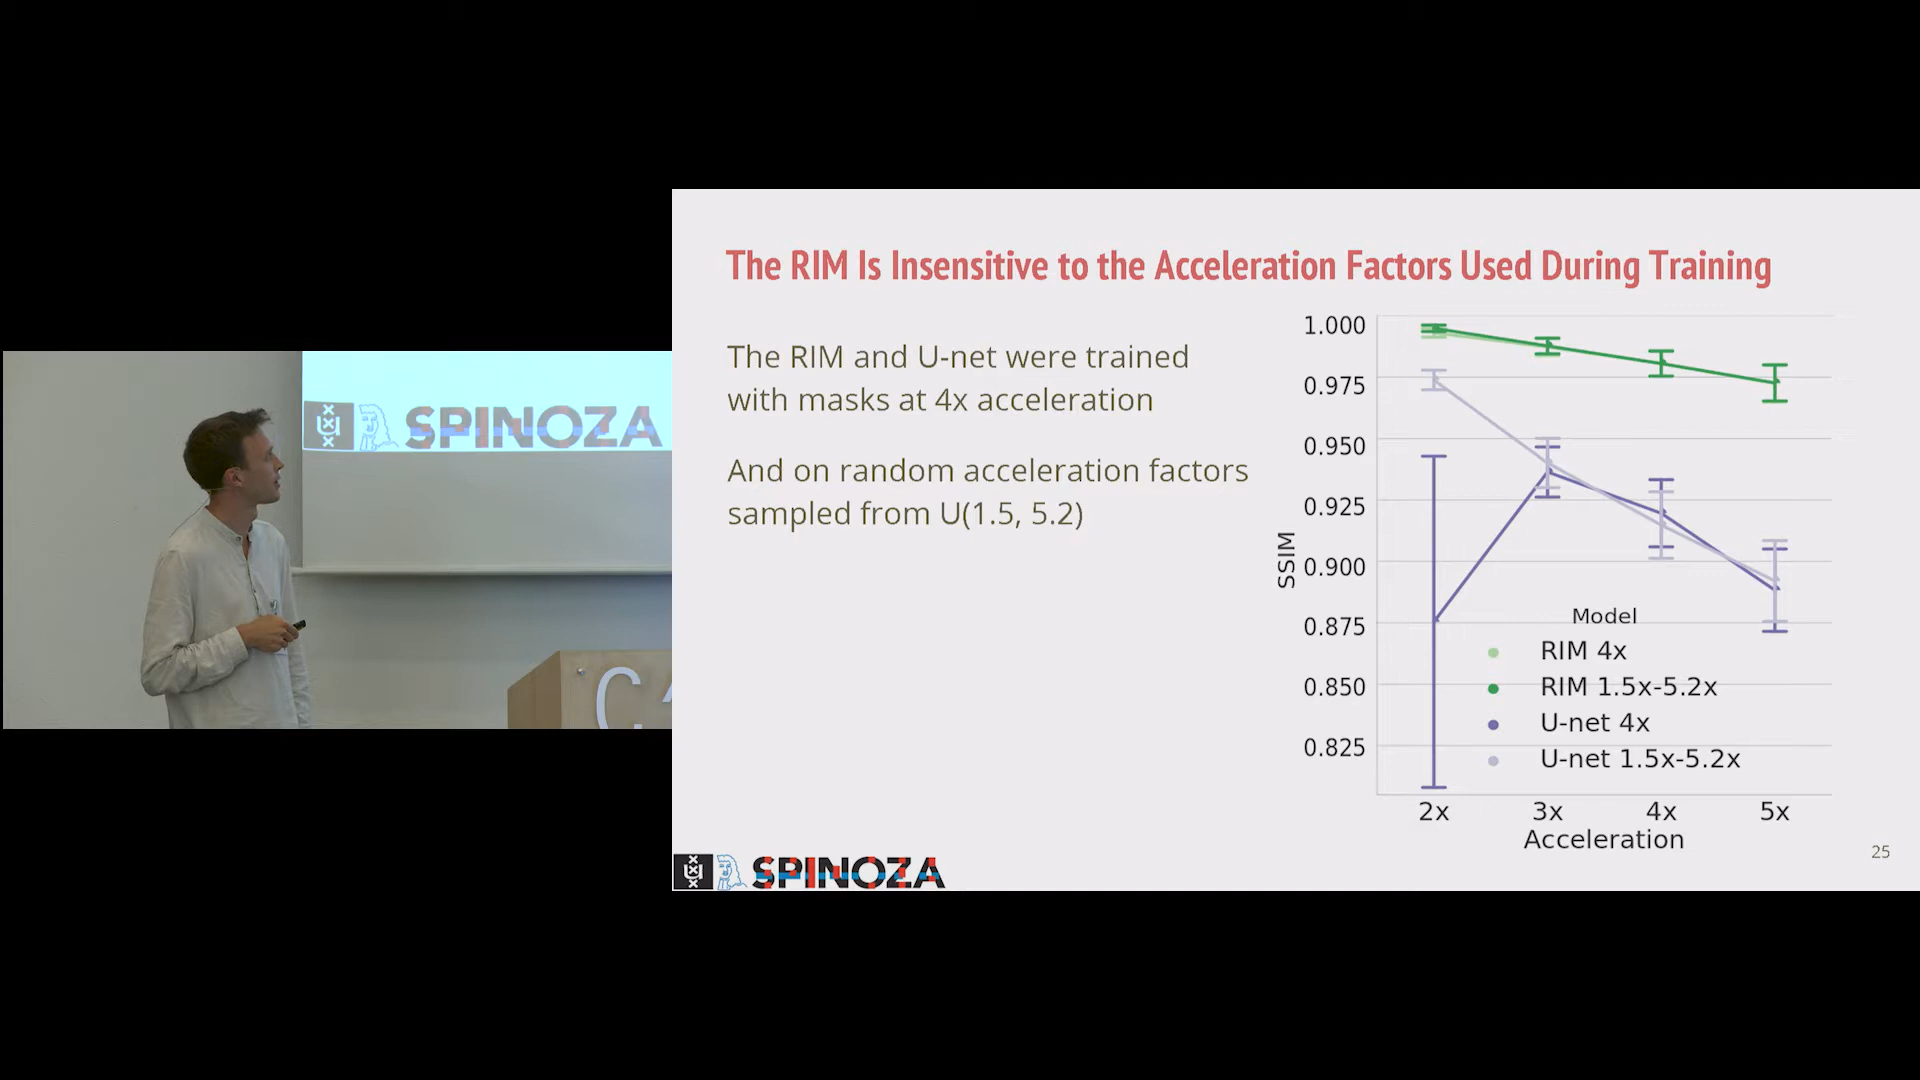 SPINOZA
C
The RIM Is Insensitive to the Acceleration Factors Used During Training
The RIM and U-net were trained
with masks at 4x acceleration
And on random acceleration factors
sampled from U(1.5, 5.2)
1.000
0.975
0.950
0.925
0.900
0.875
0.850
0.825
SSIM
Model
RIM 4x
RIM 1.5x-5.2x
U-net 4x
U-net 1.5x-5.2x
2x 3x 4x 5x
Acceleration
25
SPINOZA